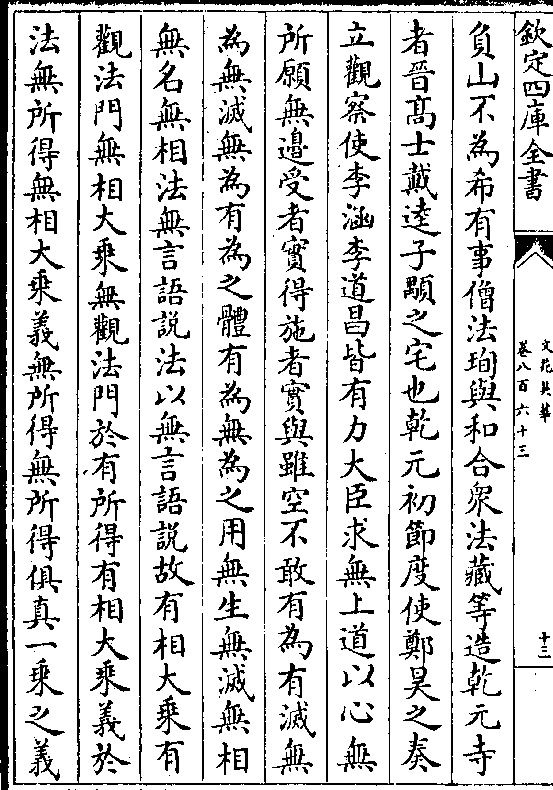 欽定四庫全書
文苑英華
卷八百六十三
十三
負山不為希有事僧法珣與和合衆法藏等造乾元寺
者晉髙士戴逵子顒之宅也乾元初節度使鄭炅之奏
立觀察使李涵李道昌皆有力大臣求無上道以心無
所願無邉受者實得施者實與雖空不敢有為有滅無
為無滅無為有為之體有為無為之用無生無滅無相
無名無相法無言語說法以無言語説故有相大乘有
觀法門無相大乘無觀法門於有所得有相大乘義於
法無所得無相大乘義無所得無所得俱真一乘之義